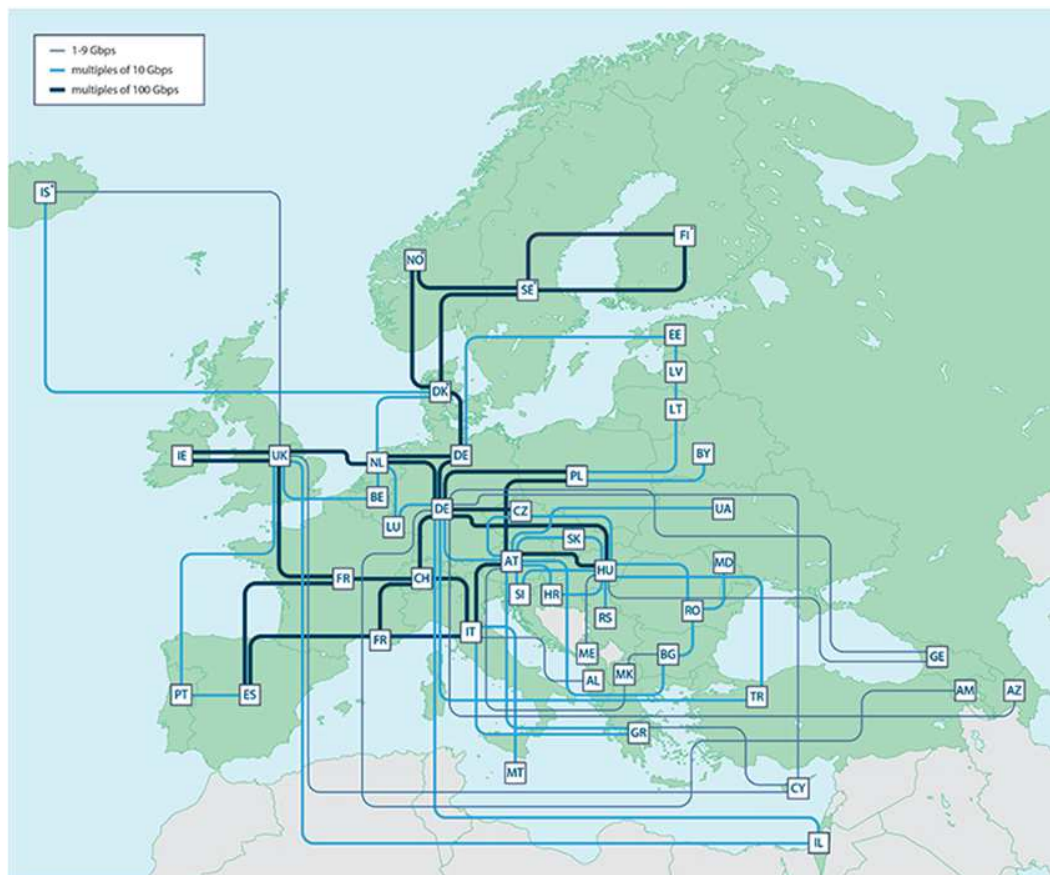 1-9 Gbps
multiples of 10 Gbps
multiples of 100 Gbps
IS*
FI*
NO*
SE*
EE
LV
DK*
LT
IE
UK
NL
DE
BY
PL
BE
DE
CZ
UA
LU
SK
AT
HU
MD
FR
CH
SI
HR
RS
RO
FR
IT
ME
BG
GE
MK
AL
PT
ES
TR
AM
AZ
GR
MT
CY
IL